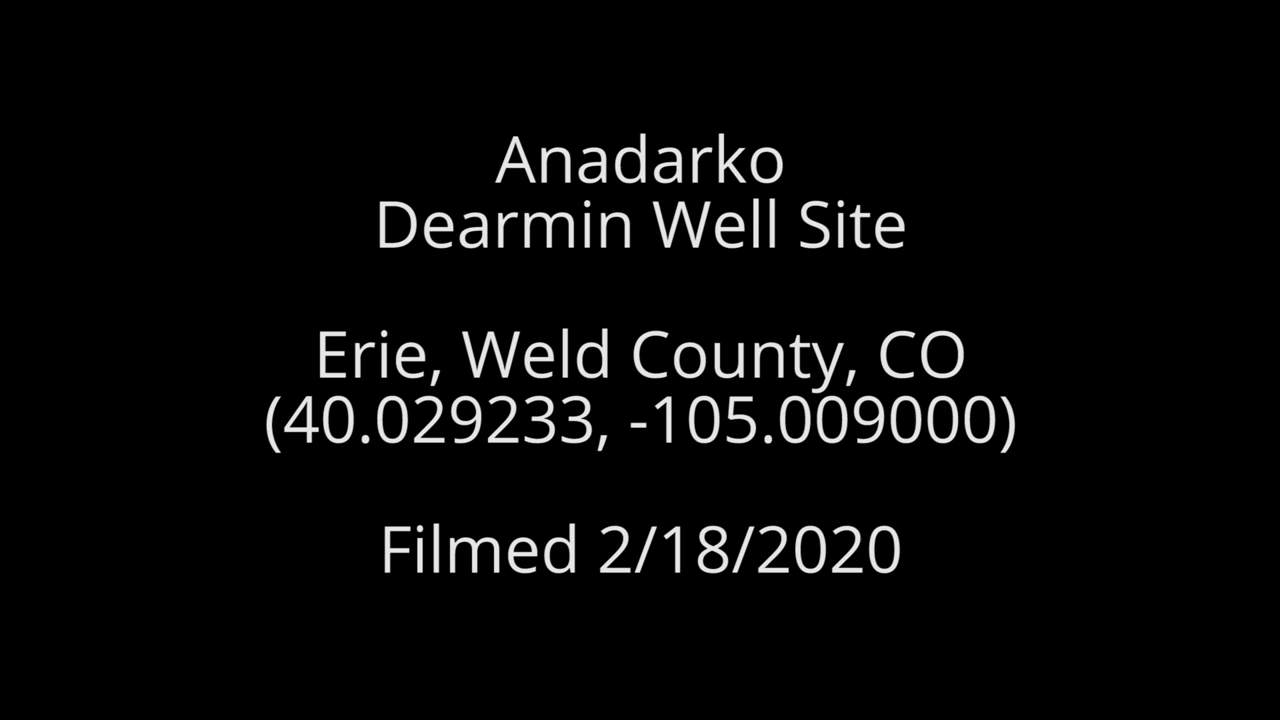 Anadarko
Dearmin Well Site
Erie, Weld County, CO
(40.029233, -105.009000)
Filmed 2/18/2020